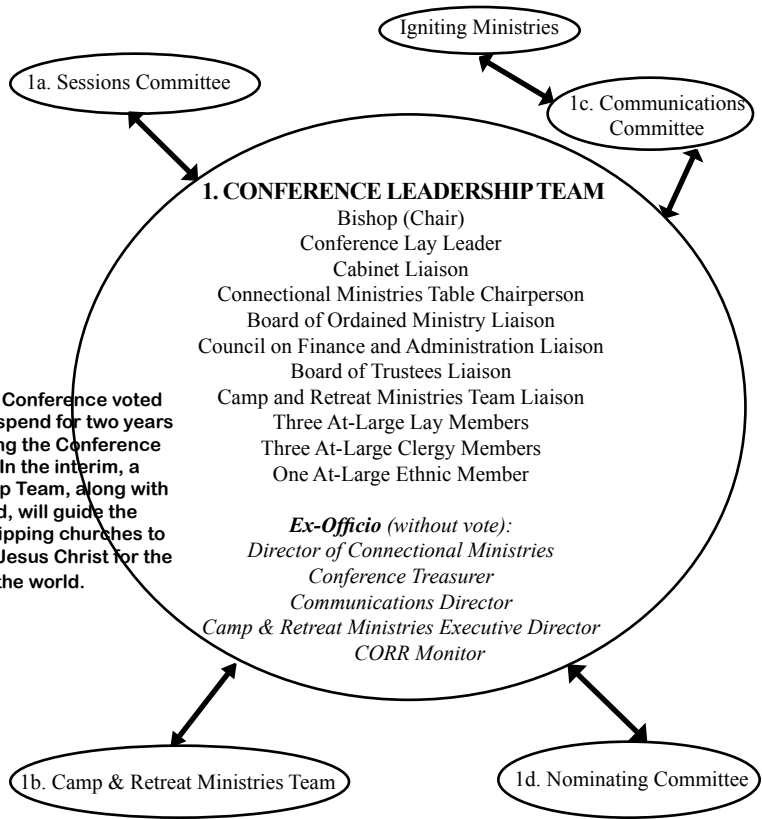 Igniting Ministries
1a. Sessions Committee
1c. Communications
Committee
1. CONFERENCE LEADERSHIP TEAM
Bishop (Chair)
Conference Lay Leader
Cabinet Liaison
Connectional Ministries Table Chairperson
Board of Ordained Ministry Liaison
Council on Finance and Administration Liaison
Board of Trustees Liaison
Camp and Retreat Ministries Team Liaison
Three At-Large Lay Members
Three At-Large Clergy Members
One At-Large Ethnic Member
Ex-Officio (without vote):
Director of Connectional Ministries
Conference Treasurer
Communications Director
Camp & Retreat Ministries Executive Director
CORR Monitor
Conference voted
spend for two years
ng the Conference
In the interim, a
p Team, along with
d, will guide the
ipping churches to
Jesus Christ for the
the world.
1b. Camp & Retreat Ministries Team
1d. Nominating Committee